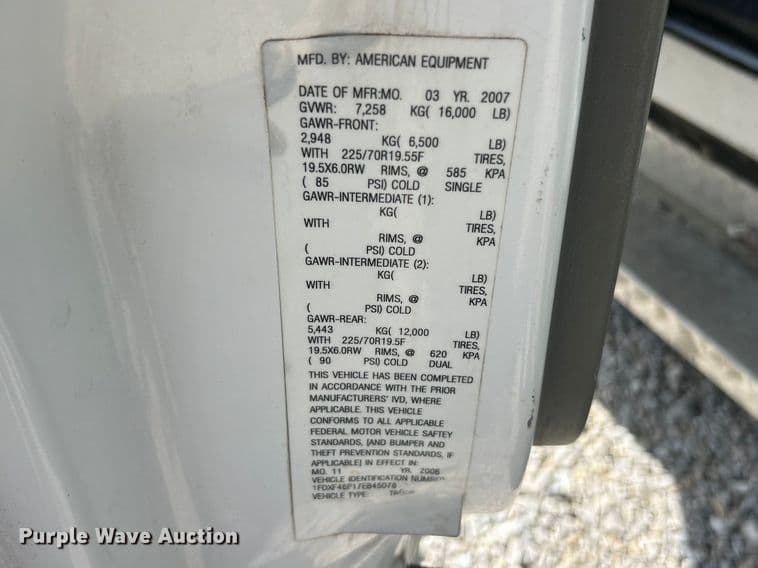 MFD. BY: AMERICAN EQUIPMENT
DATE OF MFR:MO. 03 YR. 2007
GVWR: 7,258 KG( 16,000 LB)
GAWR-FRONT:
2,948 KG( 6,500 LB)
WITH 225/70R19.55F TIRES,
19.5X6.0RW RIMS, @ 585 KPA
( 85 PSI) COLD SINGLE
GAWR-INTERMEDIATE (1):
KG( LB)
WITH TIRES,
RIMS, @ KPA
( PSI) COLD
GAWR-INTERMEDIATE (2):
KG( LB)
WITH TIRES,
RIMS, @ KPA
( PSI) COLD
GAWR-REAR:
5,443 KG( 12,000 LB)
WITH 225/70R19.5F TIRES,
19.5X6.0RW RIMS, @ 620 KPA
( 90 PSI) COLD DUAL
THIS VEHICLE HAS BEEN COMPLETED
IN ACCORDANCE WITH THE PRIOR
MANUFACTURERS' IVD, WHERE
APPLICABLE. THIS VEHICLE
CONFORMS TO ALL APPLICABLE
FEDERAL MOTOR VEHICLE SAFTEY
STANDARDS, [AND BUMPER AND
THEFT PREVENTION STANDARDS, IF
APPLICABLE] IN EFFECT IN:
MO. 11 YR. 2006
VEHICLE IDENTIFICATION NUMBER
1FDXF46P17EB45078
VEHICLE TYPE:
Purple Wave Auction